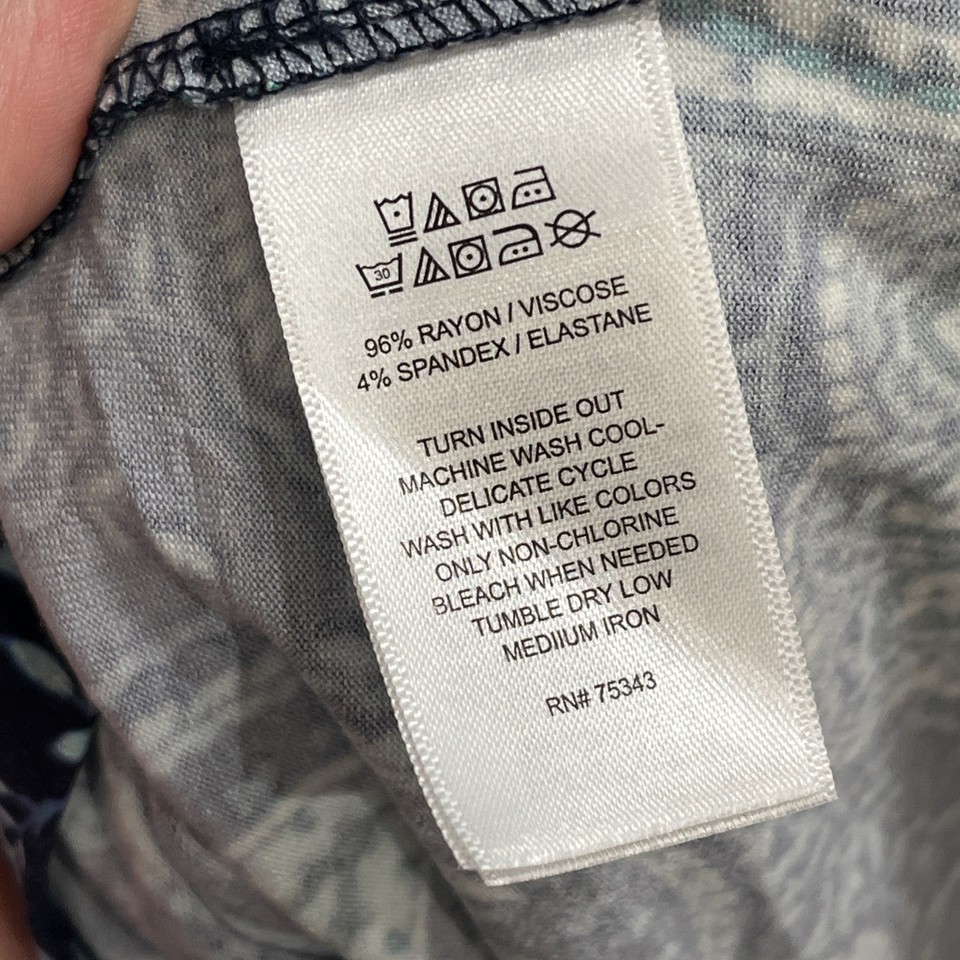 30
96% RAYON / VISCOSE
4% SPANDEX / ELASTANE
TURN INSIDE OUT
MACHINE WASH COOL-
DELICATE CYCLE
WASH WITH LIKE COLORS
ONLY NON-CHLORINE
BLEACH WHEN NEEDED
TUMBLE DRY LOW
MEDIIUM IRON
RN# 75343